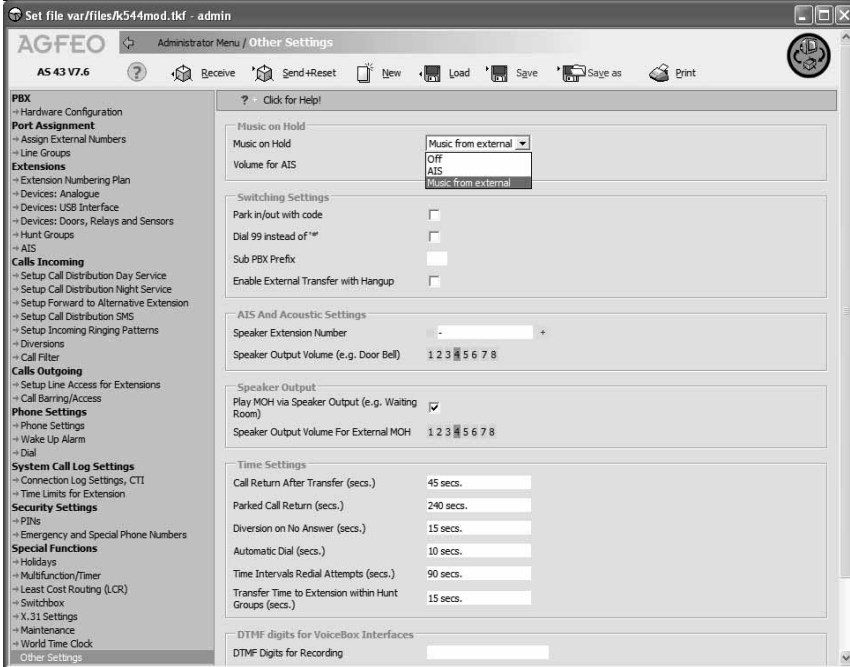 Set file var/files/k544mod.tkf - admin
AGFEO
Administrator Menu / Other Settings
AS 43 V7.6
?
Receive
Send+Reset
New
Load
Save
Save as
Print
PBX
Hardware Configuration
Port Assignment
Assign External Numbers
Line Groups
Extensions
Extension Numbering Plan
Devices: Analogue
Devices: USB Interface
Devices: Doors, Relays and Sensors
Hunt Groups
AIS
Calls Incoming
Setup Call Distribution Day Service
Setup Call Distribution Night Service
Setup Forward to Alternative Extension
Setup Call Distribution SMS
Setup Incoming Ringing Patterns
Diversions
Call Filter
Calls Outgoing
Setup Line Access for Extensions
Call Barring/Access
Phone Settings
Phone Settings
Wake Up Alarm
Dial
System Call Log Settings
Connection Log Settings, CTI
Time Limits for Extension
Security Settings
PINs
Emergency and Special Phone Numbers
Special Functions
Holidays
Multifunction/Timer
Least Cost Routing (LCR)
Switchbox
X.31 Settings
Maintenance
World Time Clock
Other Settings
? Click for Help!
Music on Hold
Music on Hold
Music from external
Off
AIS
Music from external
Volume for AIS
Switching Settings
Park in/out with code
Dial 99 instead of "*"
Sub PBX Prefix
Enable External Transfer with Hangup
AIS And Acoustic Settings
Speaker Extension Number
- +
Speaker Output Volume (e.g. Door Bell)
1 2 3 4 5 6 7 8
Speaker Output
Play MOH via Speaker Output (e.g. Waiting
Room)
Speaker Output Volume For External MOH
1 2 3 4 5 6 7 8
Time Settings
Call Return After Transfer (secs.)
45 secs.
Parked Call Return (secs.)
240 secs.
Diversion on No Answer (secs.)
15 secs.
Automatic Dial (secs.)
10 secs.
Time Intervals Redial Attempts (secs.)
90 secs.
Transfer Time to Extension within Hunt
Groups (secs.)
15 secs.
DTMF digits for VoiceBox Interfaces
DTMF Digits for Recording